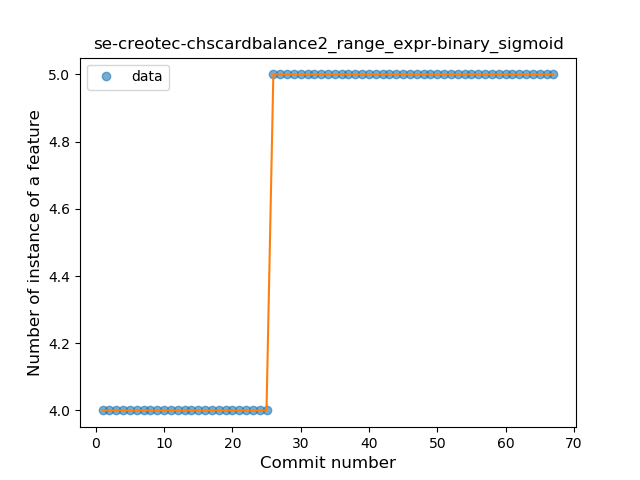 se-creotec-chscardbalance2_range_expr-binary_sigmoid
data
Number of instance of a feature
5.0
4.8
4.6
4.4
4.2
4.0
0 10 20 30 40 50 60 70
Commit number